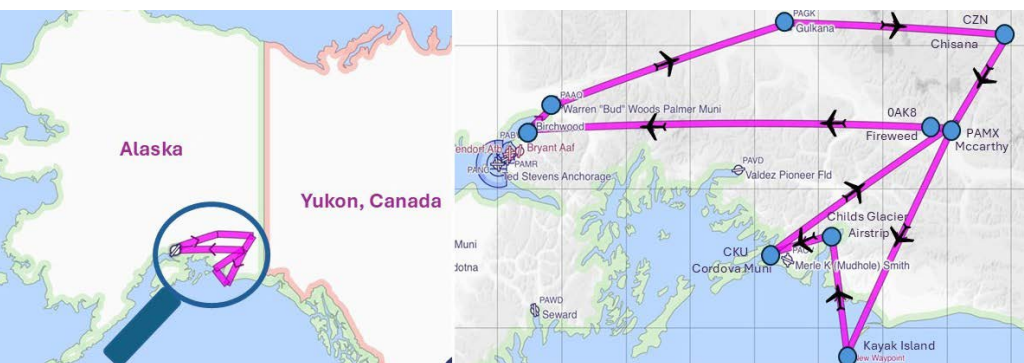 Alaska
Yukon, Canada
PAGK
Gulkana
CZN
Chisana
PAAQ
Warren "Bud" Woods Palmer Muni
Birchwood
Bryant Aaf
PAMR
Ted Stevens Anchorage
0AK8
Fireweed
PAMX
Mccarthy
PAVD
Valdez Pioneer Fld
Childs Glacier
Airstrip
CKU
Cordova Muni
Merle K (Mudhole) Smith
Muni
dotna
PAWD
Seward
Kayak Island
New Waypoint